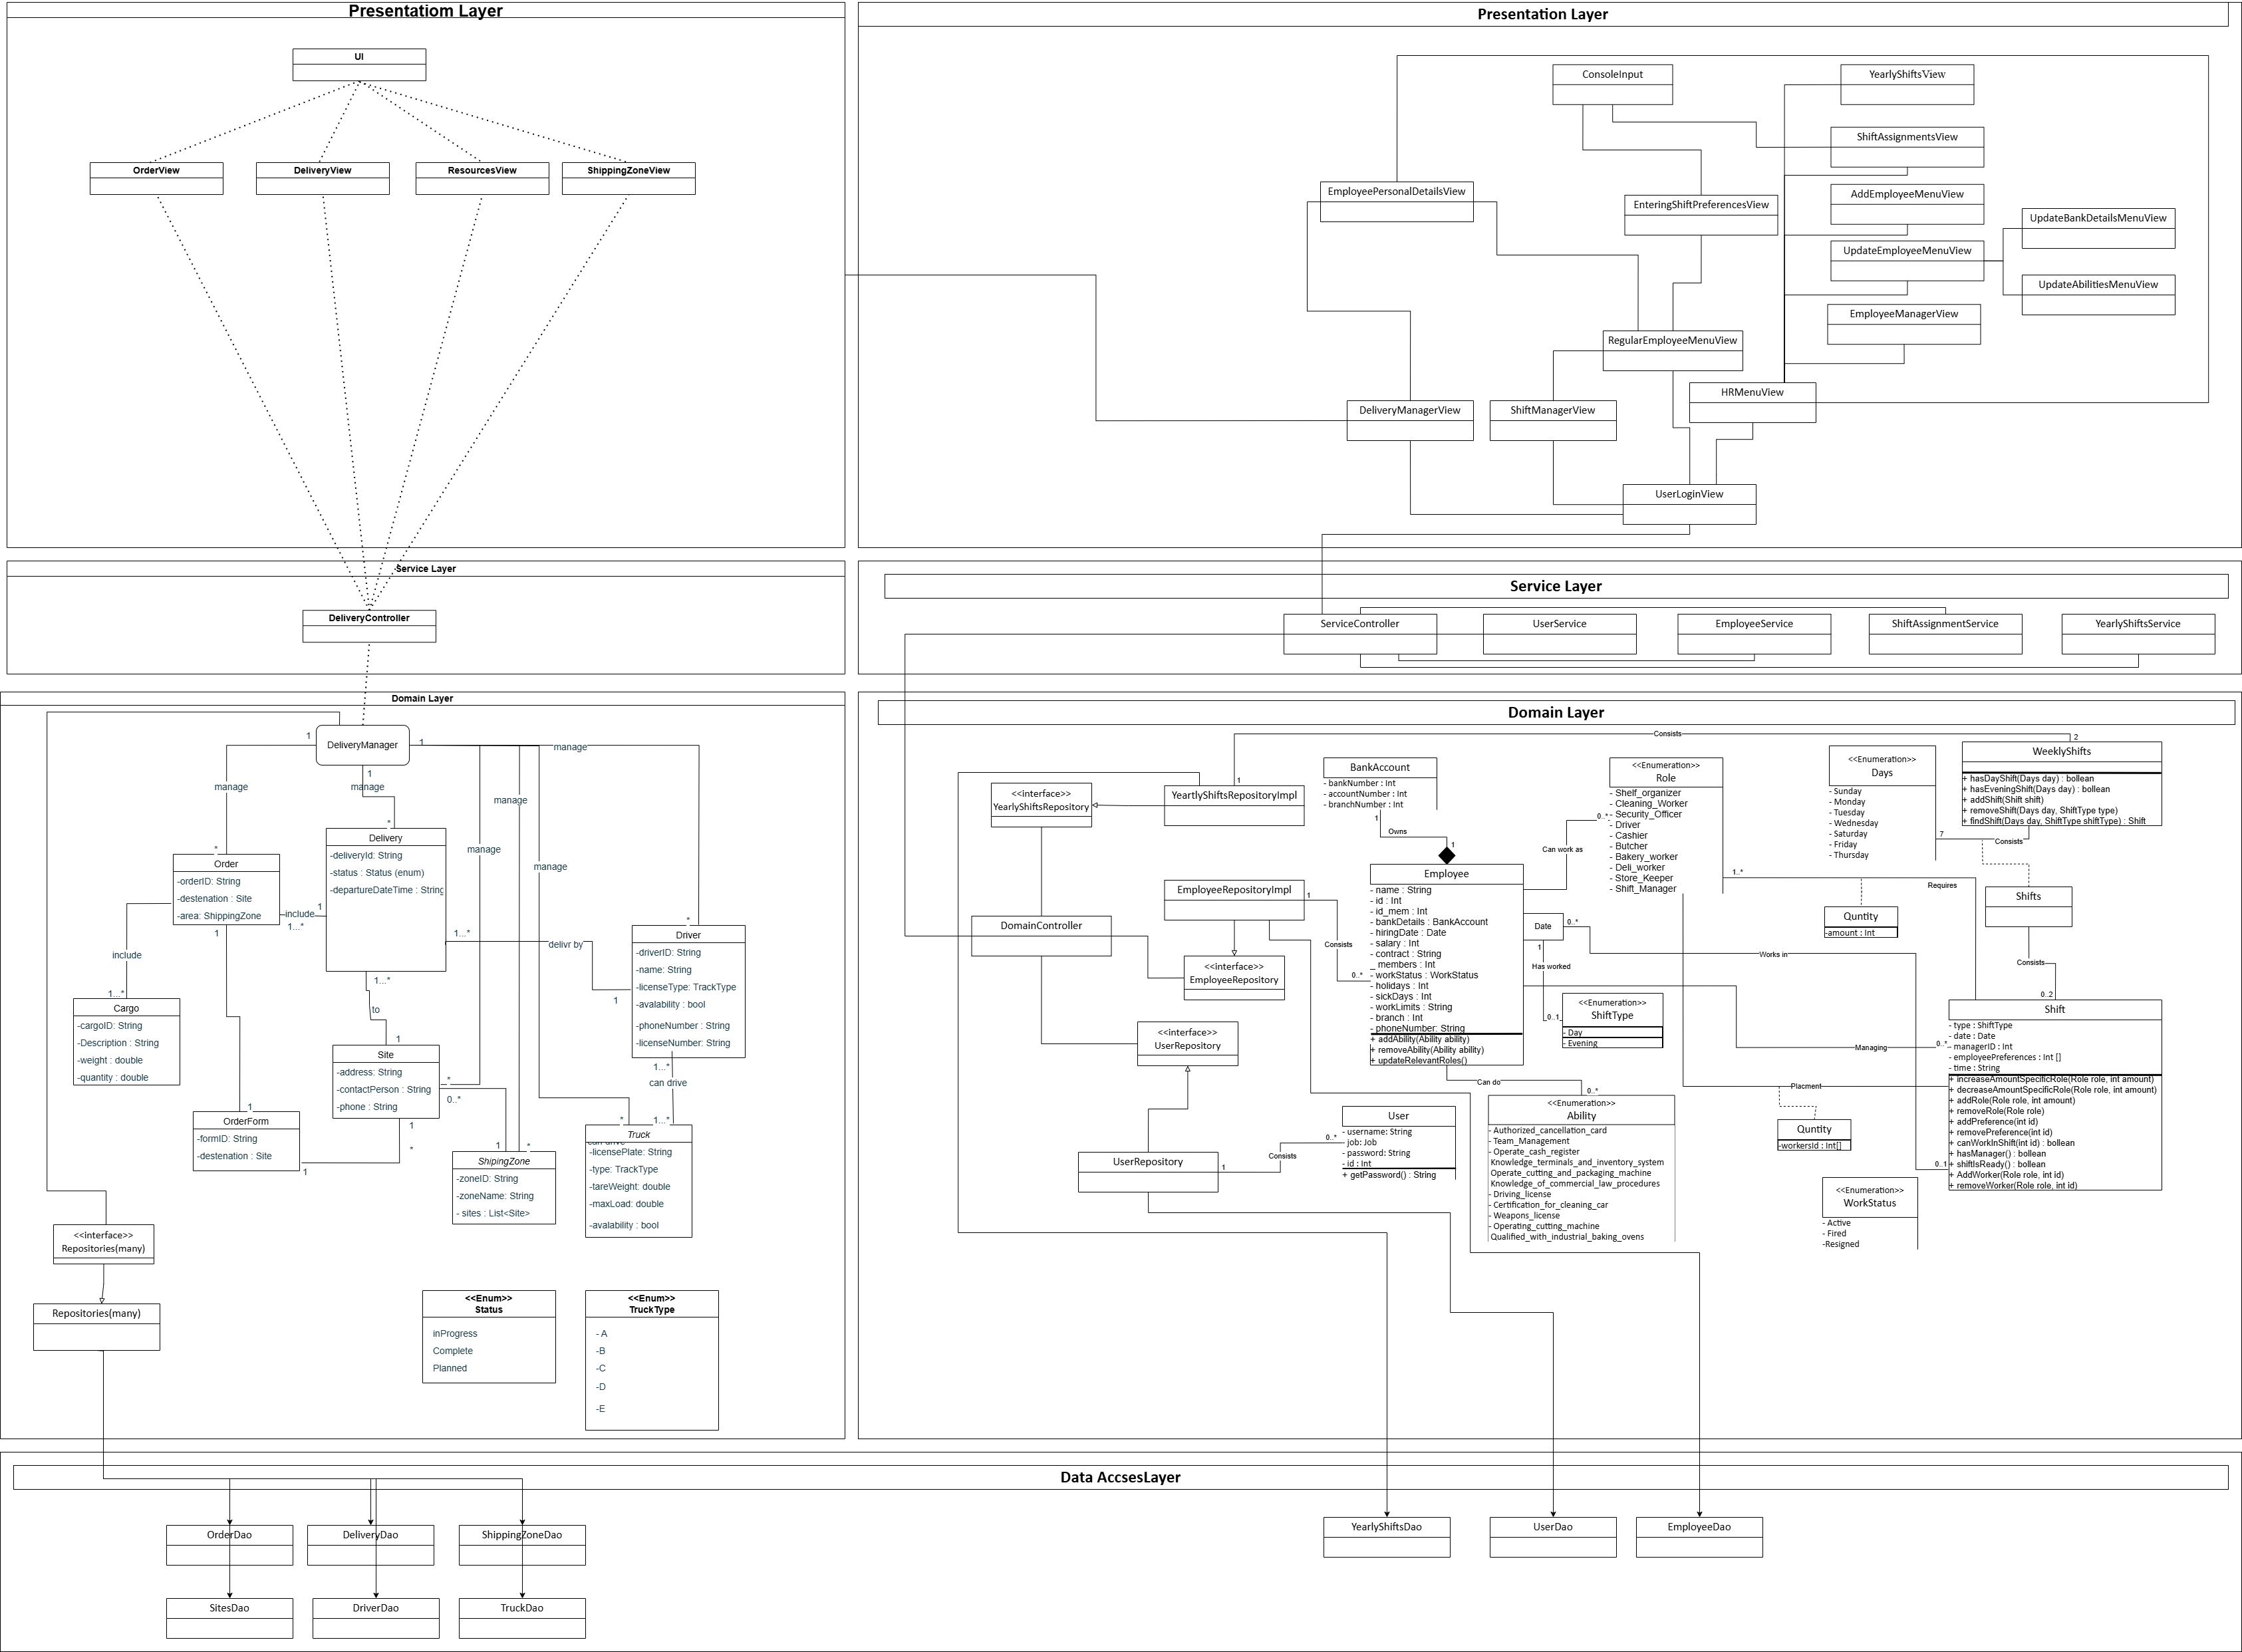 Presentatiom Layer
UI
OrderView
DeliveryView
ResourcesView
ShippingZoneView
Presentation Layer
ConsoleInput
YearlyShiftsView
ShiftAssignmentsView
EmployeePersonalDetailsView
EnteringShiftPreferencesView
AddEmployeeMenuView
UpdateBankDetailsMenuView
UpdateEmployeeMenuView
UpdateAbilitiesMenuView
EmployeeManagerView
RegularEmployeeMenuView
HRMenuView
DeliveryManagerView
ShiftManagerView
UserLoginView
Service Layer
DeliveryController
Service Layer
ServiceController
UserService
EmployeeService
ShiftAssignmentService
YearlyShiftsService
Domain Layer
DeliveryManager
1
1
1
manage
manage
manage
manage
manage
manage
*
*
*
Order
-orderID: String
-destenation : Site
-area: ShippingZone
Delivery
-deliveryId: String
-status : Status (enum)
-departureDateTime : String
include
1
1...*
include
1...*
1
1...*
delivr by
1
Driver
-driverID: String
-name: String
-licenseType: TrackType
-avalability : bool
-phoneNumber : String
-licenseNumber: String
Cargo
-cargoID: String
-Description : String
-weight : double
-quantity : double
1...*
to
1
Site
-address: String
-contactPerson : String
-phone : String
*
0..*
1...*
can drive
1...*
1
OrderForm
-formID: String
-destenation : Site
1
1
*
1
*
*
ShipingZone
-zoneID: String
-zoneName: String
- sites : List<Site>
Truck
-licensePlate: String
-type: TrackType
-tareWeight: double
-maxLoad: double
-avalability : bool
<<interface>>
Repositories(many)
Repositories(many)
<<Enum>>
Status
inProgress
Complete
Planned
<<Enum>>
TruckType
- A
-B
-C
-D
-E
Domain Layer
Consists
1
2
<<interface>>
YearlyShiftsRepository
YeartlyShiftsRepositoryImpl
BankAccount
- bankNumber : Int
- accountNumber : Int
- branchNumber : Int
1
Owns
1
<<Enumeration>>
Role
- Shelf_organizer
- Cleaning_Worker
- Security_Officer
- Driver
- Cashier
- Butcher
- Bakery_worker
- Deli_worker
- Store_Keeper
- Shift_Manager
0..*
Can work as
<<Enumeration>>
Days
- Sunday
- Monday
- Tuesday
- Wednesday
- Saturday
- Friday
- Thursday
WeeklyShifts
+ hasDayShift(Days day) : bollean
+ hasEveningShift(Days day) : bollean
+ addShift(Shift shift)
+ removeShift(Days day, ShiftType type)
+ findShift(Days day, ShiftType shiftType) : Shift
7
Consists
Shifts
Consists
0..2
1..*
Requires
Quntity
-amount : Int
EmployeeRepositoryImpl
1
Consists
0..*
DomainController
<<interface>>
EmployeeRepository
<<interface>>
UserRepository
Employee
- name : String
- id : Int
- id_mem : Int
- bankDetails : BankAccount
- hiringDate : Date
- salary : Int
- contract : String
_ members : Int
- workStatus : WorkStatus
- holidays : Int
- sickDays : Int
- workLimits : String
- branch : Int
- phoneNumber: String
+ addAbility(Ability ability)
+ removeAbility(Ability ability)
+ updateRelevantRoles()
Date
0..*
1
Has worked
0..1
Works in
<<Enumeration>>
ShiftType
- Day
- Evening
Managing
0..*
Placment
0..1
Shift
- type : ShiftType
- date : Date
- managerID : Int
- employeePreferences : Int []
- time : String
+ increaseAmountSpecificRole(Role role, int amount)
+ decreaseAmountSpecificRole(Role role, int amount)
+ addRole(Role role, int amount)
+ removeRole(Role role)
+ addPreference(int id)
+ removePreference(int id)
+ canWorkInShift(int id) : boolean
+ hasManager() : boolean
+ shiftIsReady() : boolean
+ AddWorker(Role role, int id)
+ removeWorker(Role role, int id)
Can do
0..*
<<Enumeration>>
Ability
- Authorized_cancellation_card
- Team_Management
- Operate_cash_register
Knowledge_terminals_and_inventory_system
Operate_cutting_and_packaging_machine
Knowledge_of_commercial_law_procedures
- Driving_license
- Certification_for_cleaning_car
- Weapons_license
- Operating_cutting_machine
Qualified_with_industrial_baking_ovens
Quntity
-workersId : Int[]
User
- username: String
- job: Job
- password: String
- id : Int
+ getPassword() : String
UserRepository
1
Consists
0..*
<<Enumeration>>
WorkStatus
- Active
- Fired
-Resigned
Data AccsesLayer
OrderDao
DeliveryDao
ShippingZoneDao
YearlyShiftsDao
UserDao
EmployeeDao
SitesDao
DriverDao
TruckDao